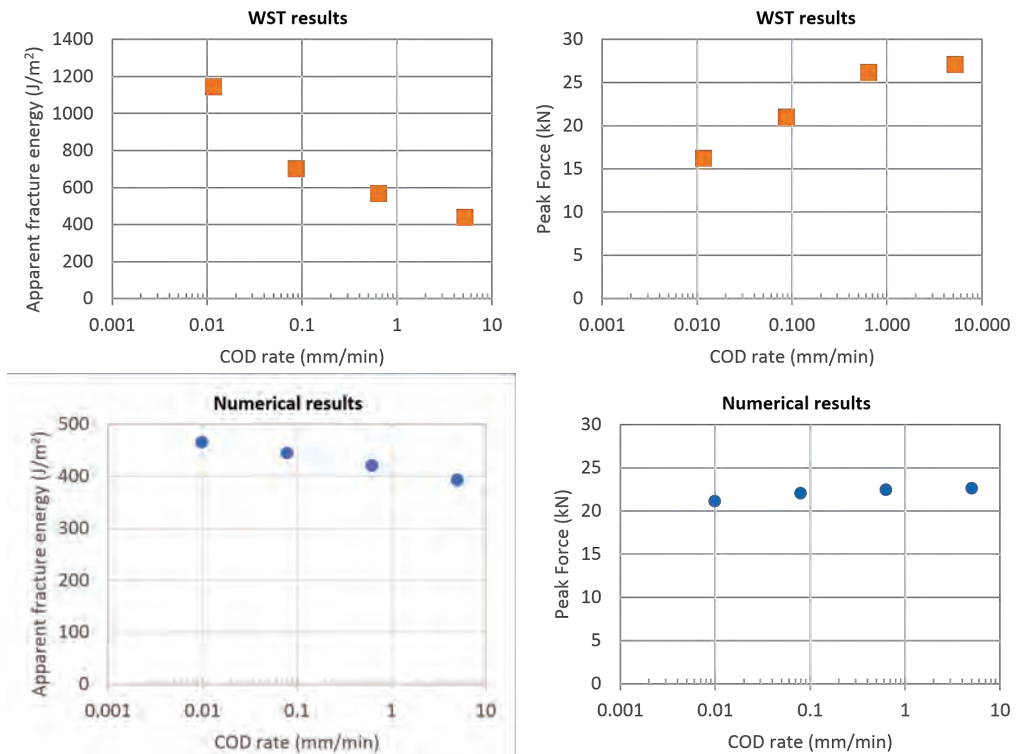 WST results
1400
1200
1000
800
600
400
200
0
Apparent fracture energy (J/m²)
0.001 0.01 0.1 1 10
COD rate (mm/min)
WST results
30
25
20
15
10
5
0
Peak Force (kN)
0.001 0.010 0.100 1.000 10.000
COD rate (mm/min)
Numerical results
500
400
300
200
100
0
Apparent fracture energy (J/m²)
0.001 0.01 0.1 1 10
COD rate (mm/min)
Numerical results
30
25
20
15
10
5
0
Peak Force (kN)
0.001 0.01 0.1 1 10
COD rate (mm/min)